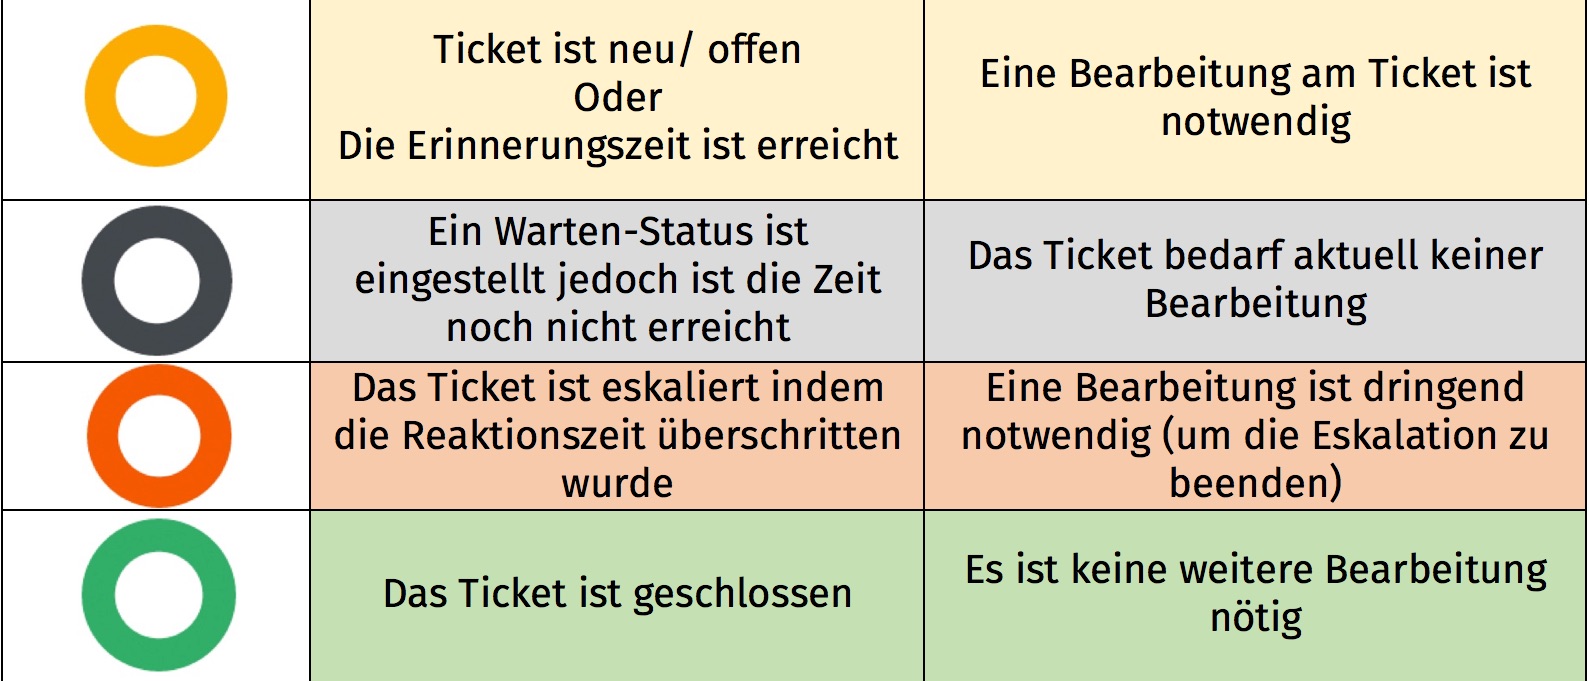 Ticket ist neu/ offen
Oder
Die Erinnerungszeit ist erreicht
Eine Bearbeitung am Ticket ist
notwendig
Ein Warten-Status ist
eingestellt jedoch ist die Zeit
noch nicht erreicht
Das Ticket bedarf aktuell keiner
Bearbeitung
Das Ticket ist eskaliert indem
die Reaktionszeit überschritten
wurde
Eine Bearbeitung ist dringend
notwendig (um die Eskalation zu
beenden)
Das Ticket ist geschlossen
Es ist keine weitere Bearbeitung
nötig